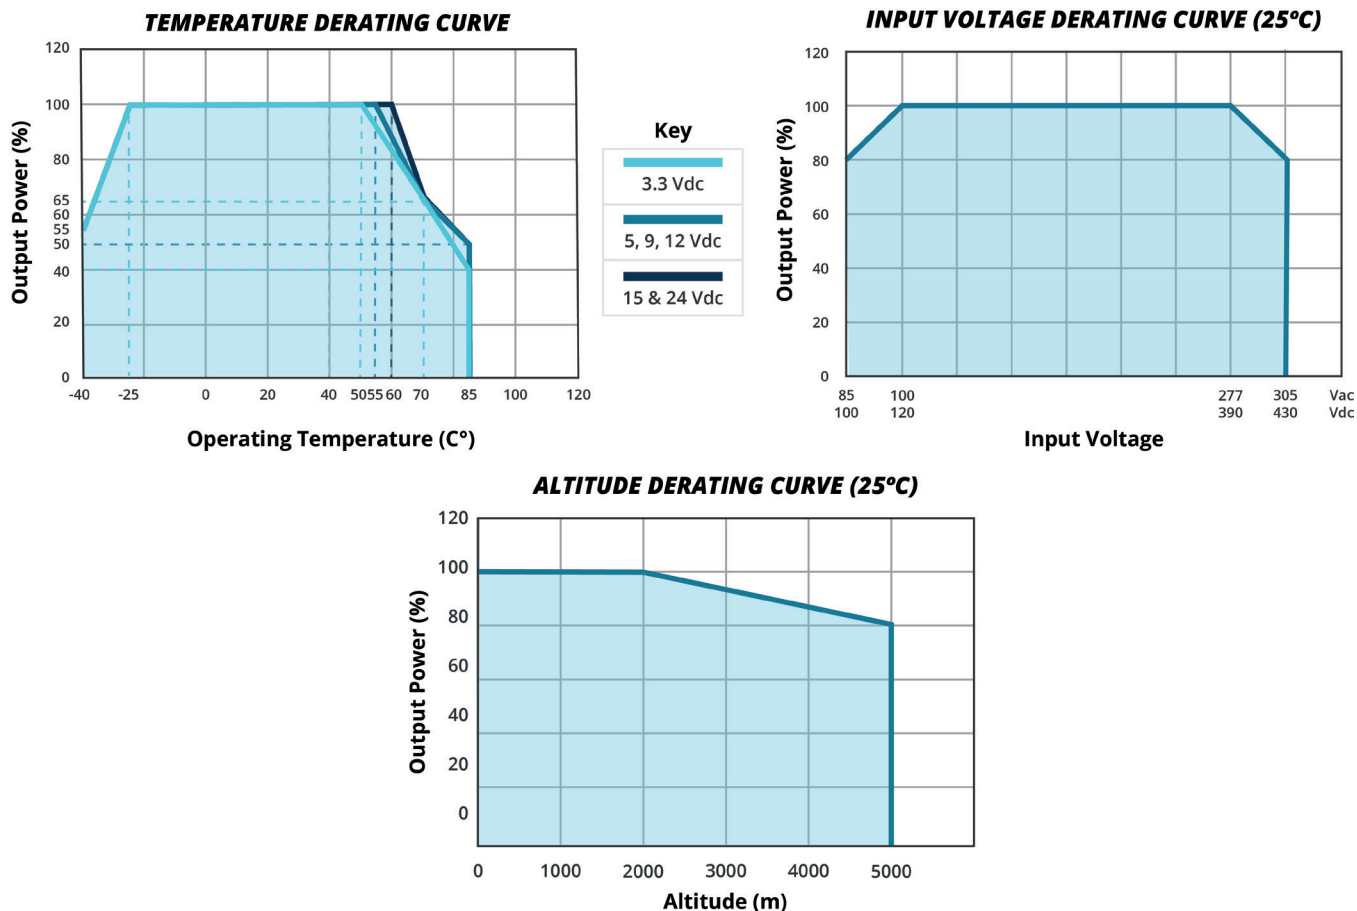 TEMPERATURE DERATING CURVE
120
100
80
65
60
55
50
40
20
0
-40 -25 0 20 40 50 55 60 70 85 100 120
Output Power (%)
Operating Temperature (C°)
Key
3.3 Vdc
5, 9, 12 Vdc
15 & 24 Vdc
INPUT VOLTAGE DERATING CURVE (25ºC)
120
100
80
60
40
20
0
85 100 277 305 Vac
100 120 390 430 Vdc
Output Power (%)
Input Voltage
ALTITUDE DERATING CURVE (25ºC)
120
100
80
60
40
20
0
0 1000 2000 3000 4000 5000
Output Power (%)
Altitude (m)